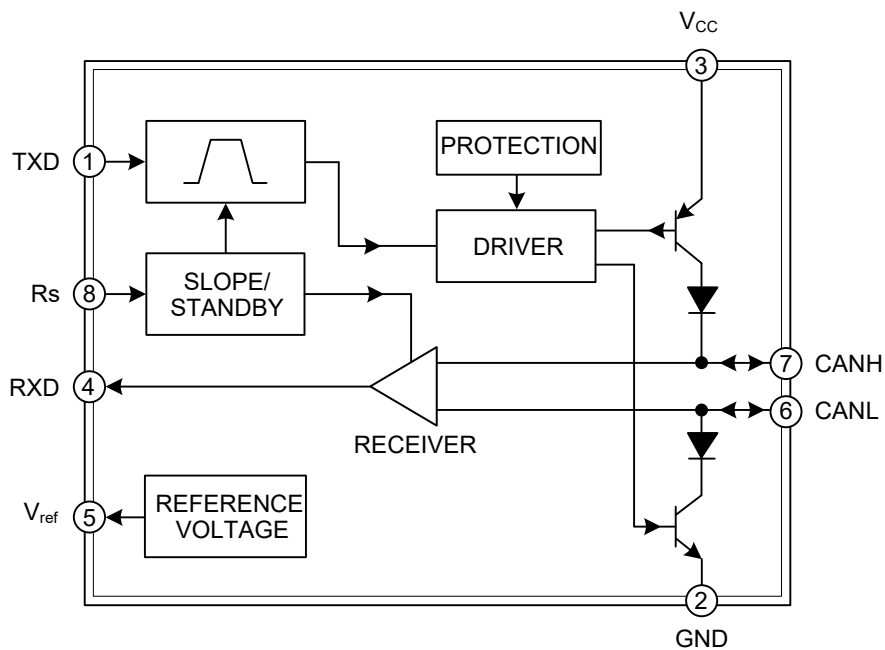 V_CC
3
PROTECTION
TXD
1
DRIVER
Rs
8
SLOPE/
STANDBY
7
CANH
RXD
4
6
CANL
RECEIVER
V_ref
5
REFERENCE
VOLTAGE
2
GND